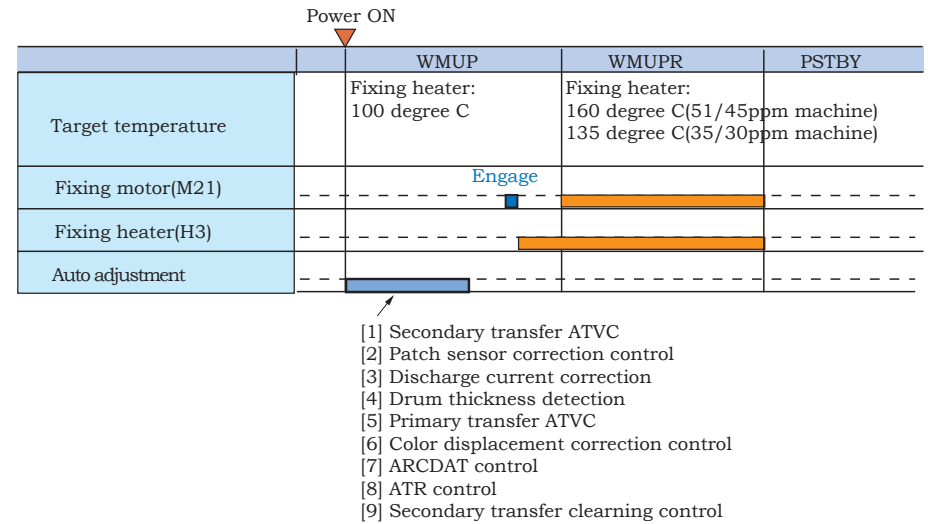 Power ON
WMUP WMUPR PSTBY
Target temperature
Fixing heater:
100 degree C
Fixing heater:
160 degree C(51/45ppm machine)
135 degree C(35/30ppm machine)
Fixing motor(M21)
Engage
Fixing heater(H3)
Auto adjustment
[1] Secondary transfer ATVC
[2] Patch sensor correction control
[3] Discharge current correction
[4] Drum thickness detection
[5] Primary transfer ATVC
[6] Color displacement correction control
[7] ARCDAT control
[8] ATR control
[9] Secondary transfer clearning control